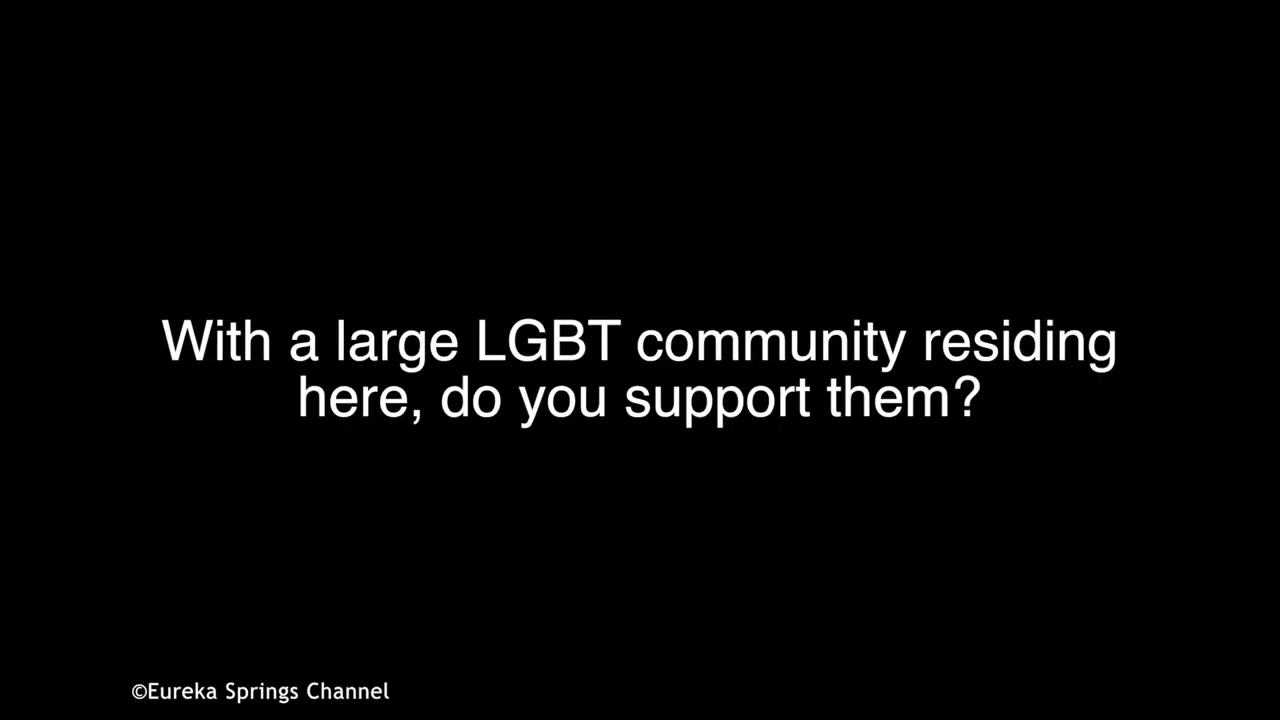 With a large LGBT community residing
here, do you support them?
©Eureka Springs Channel